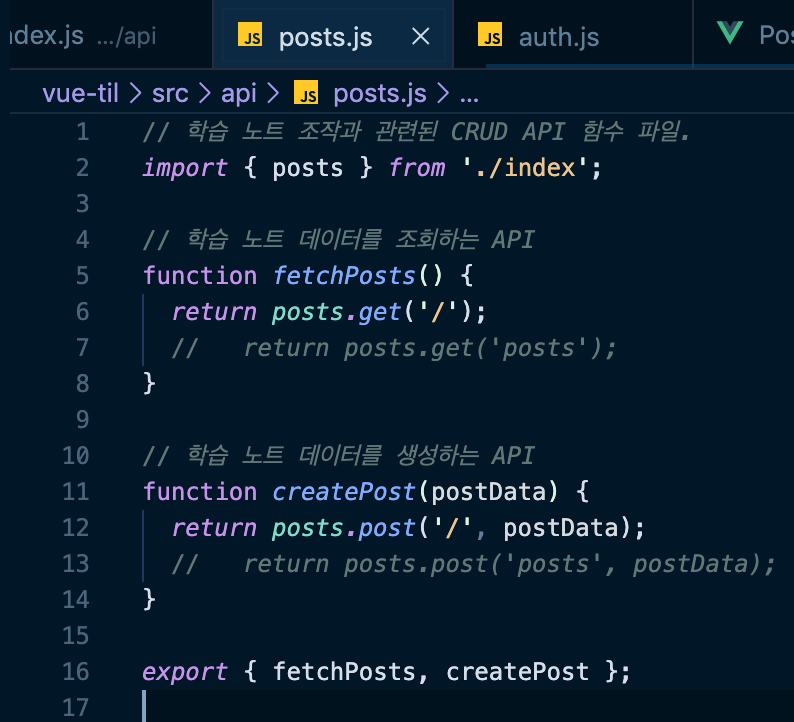 ndex.js .../api
JS posts.js ×
JS auth.js
Po
vue-til > src > api > JS posts.js > ...
1 // 학습 노트 조작과 관련된 CRUD API 함수 파일.
2 import { posts } from './index';
3
4 // 학습 노트 데이터를 조회하는 API
5 function fetchPosts() {
6 return posts.get('/');
7 //   return posts.get('posts');
8 }
9
10 // 학습 노트 데이터를 생성하는 API
11 function createPost(postData) {
12 return posts.post('/', postData);
13 //   return posts.post('posts', postData);
14 }
15
16 export { fetchPosts, createPost };
17